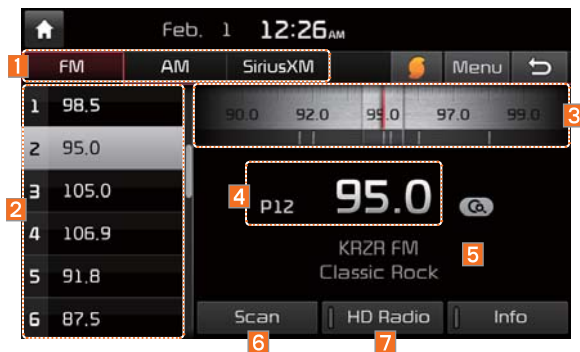 Feb. 1 12:26 AM
1 FM AM SiriusXM Menu
90.0 92.0 95.0 97.0 99.0 3
2
1 98.5
2 95.0
3 105.0
4 106.9
5 91.8
6 87.5
4 P12 95.0
KRZR FM
5
Classic Rock
Scan HD Radio Info
6 7